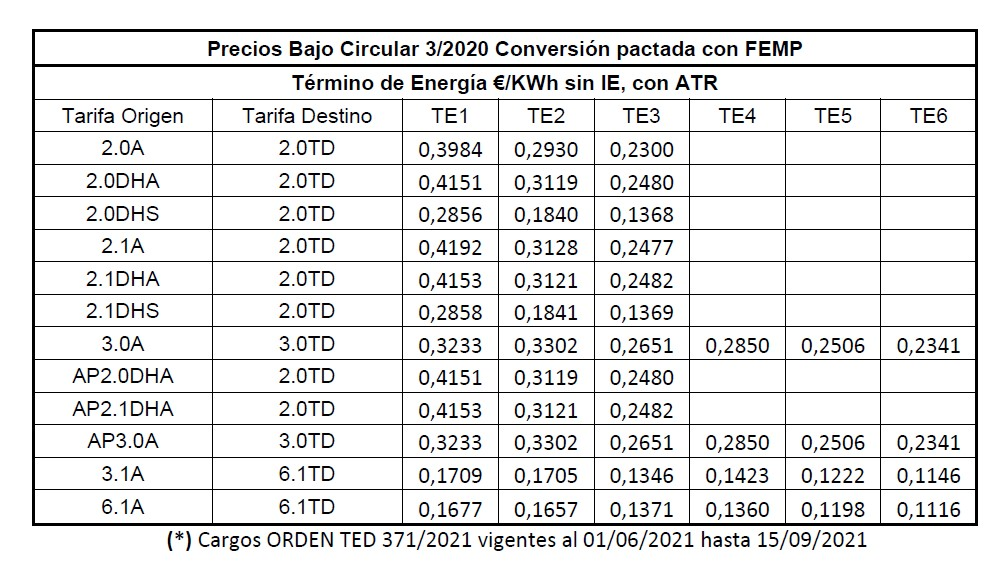 Precios Bajo Circular 3/2020 Conversión pactada con FEMP
Término de Energía €/KWh sin IE, con ATR
Tarifa Origen Tarifa Destino TE1 TE2 TE3 TE4 TE5 TE6
2.0A 2.0TD 0,3984 0,2930 0,2300
2.0DHA 2.0TD 0,4151 0,3119 0,2480
2.0DHS 2.0TD 0,2856 0,1840 0,1368
2.1A 2.0TD 0,4192 0,3128 0,2477
2.1DHA 2.0TD 0,4153 0,3121 0,2482
2.1DHS 2.0TD 0,2858 0,1841 0,1369
3.0A 3.0TD 0,3233 0,3302 0,2651 0,2850 0,2506 0,2341
AP2.0DHA 2.0TD 0,4151 0,3119 0,2480
AP2.1DHA 2.0TD 0,4153 0,3121 0,2482
AP3.0A 3.0TD 0,3233 0,3302 0,2651 0,2850 0,2506 0,2341
3.1A 6.1TD 0,1709 0,1705 0,1346 0,1423 0,1222 0,1146
6.1A 6.1TD 0,1677 0,1657 0,1371 0,1360 0,1198 0,1116
(*) Cargos ORDEN TED 371/2021 vigentes al 01/06/2021 hasta 15/09/2021